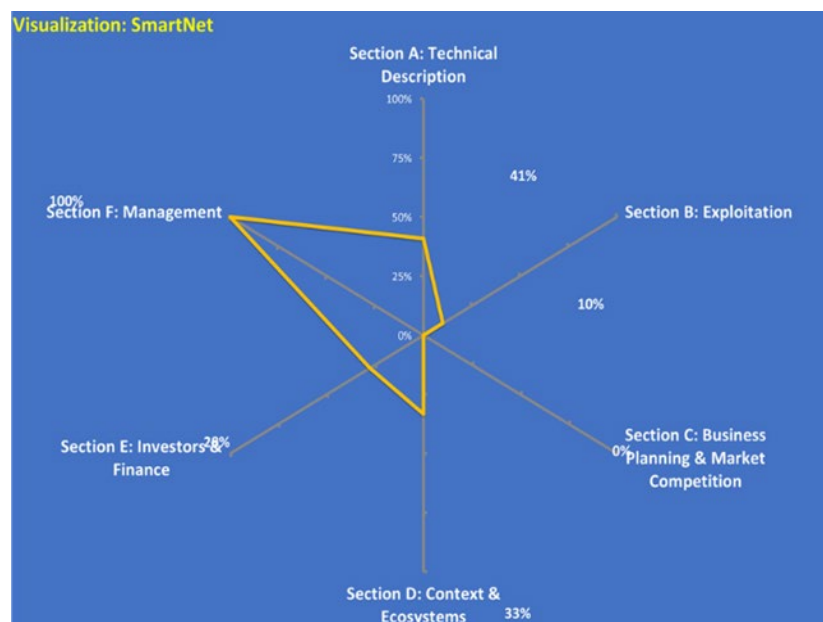 Visualization: SmartNet
Section A: Technical
Description
100%
75%
41%
100%
Section F: Management
50%
Section B: Exploitation
25%
10%
0%
Section E: Investors &
Finance
28%
Section C: Business
Planning & Market
Competition
0%
Section D: Context &
Ecosystems
33%